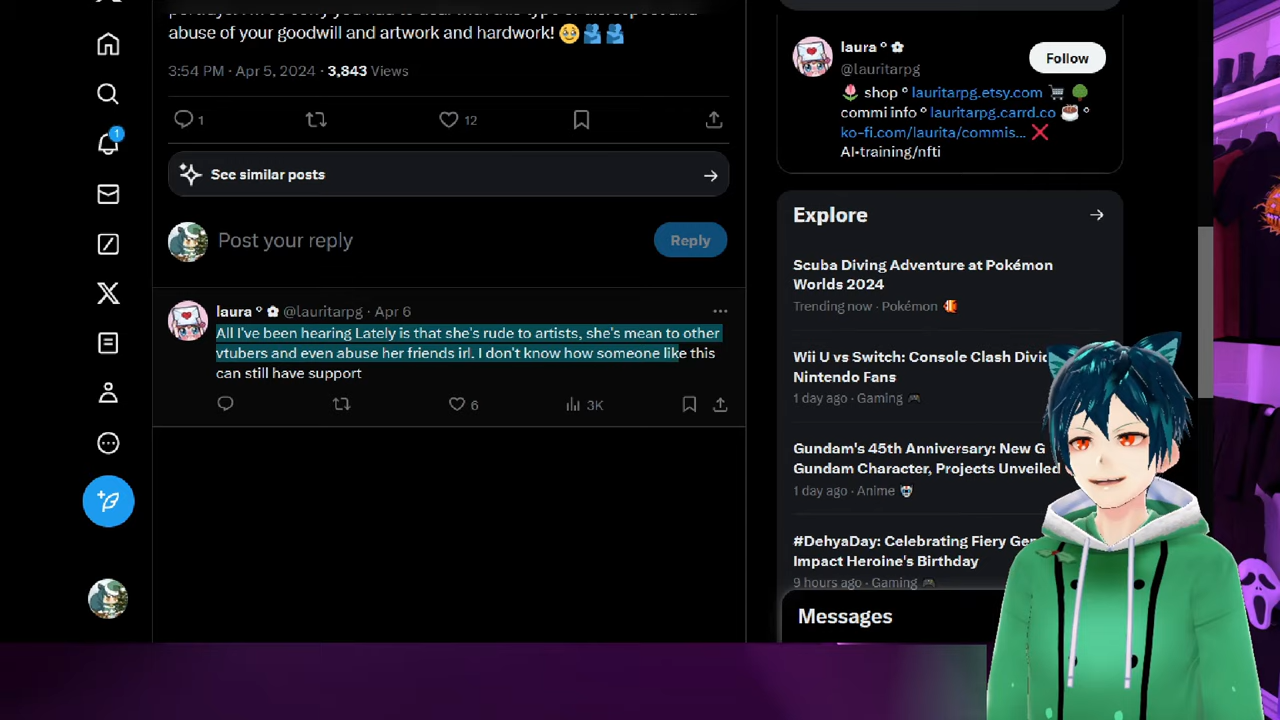 abuse of your goodwill and artwork and hardwork! 🥹🫂🫂
3:54 PM · Apr 5, 2024 · 3,843 Views
1
12
See similar posts
Post your reply
Reply
laura ° ✿ @lauritarpg · Apr 6
All I've been hearing Lately is that she's rude to artists, she's mean to other
vtubers and even abuse her friends irl. I don't know how someone like this
can still have support
6
3K
1
laura ° ✿
@lauritarpg
Follow
🌷 shop ° lauritarpg.etsy.com 🛒 🌳
commi info ° lauritarpg.carrd.co ☕ °
ko-fi.com/laurita/commis... ❌
AI•training/nfti
Explore
Scuba Diving Adventure at Pokémon
Worlds 2024
Trending now · Pokémon 🐠
Wii U vs Switch: Console Clash
Nintendo Fans
1 day ago · Gaming 🎮
Gundam's 45th Anniversary: New
Gundam Character, Projects Unveiled
1 day ago · Anime
#DehyaDay: Celebrating Fiery
Impact Heroine's Birthday
9 hours ago · Gaming 🎮
Messages